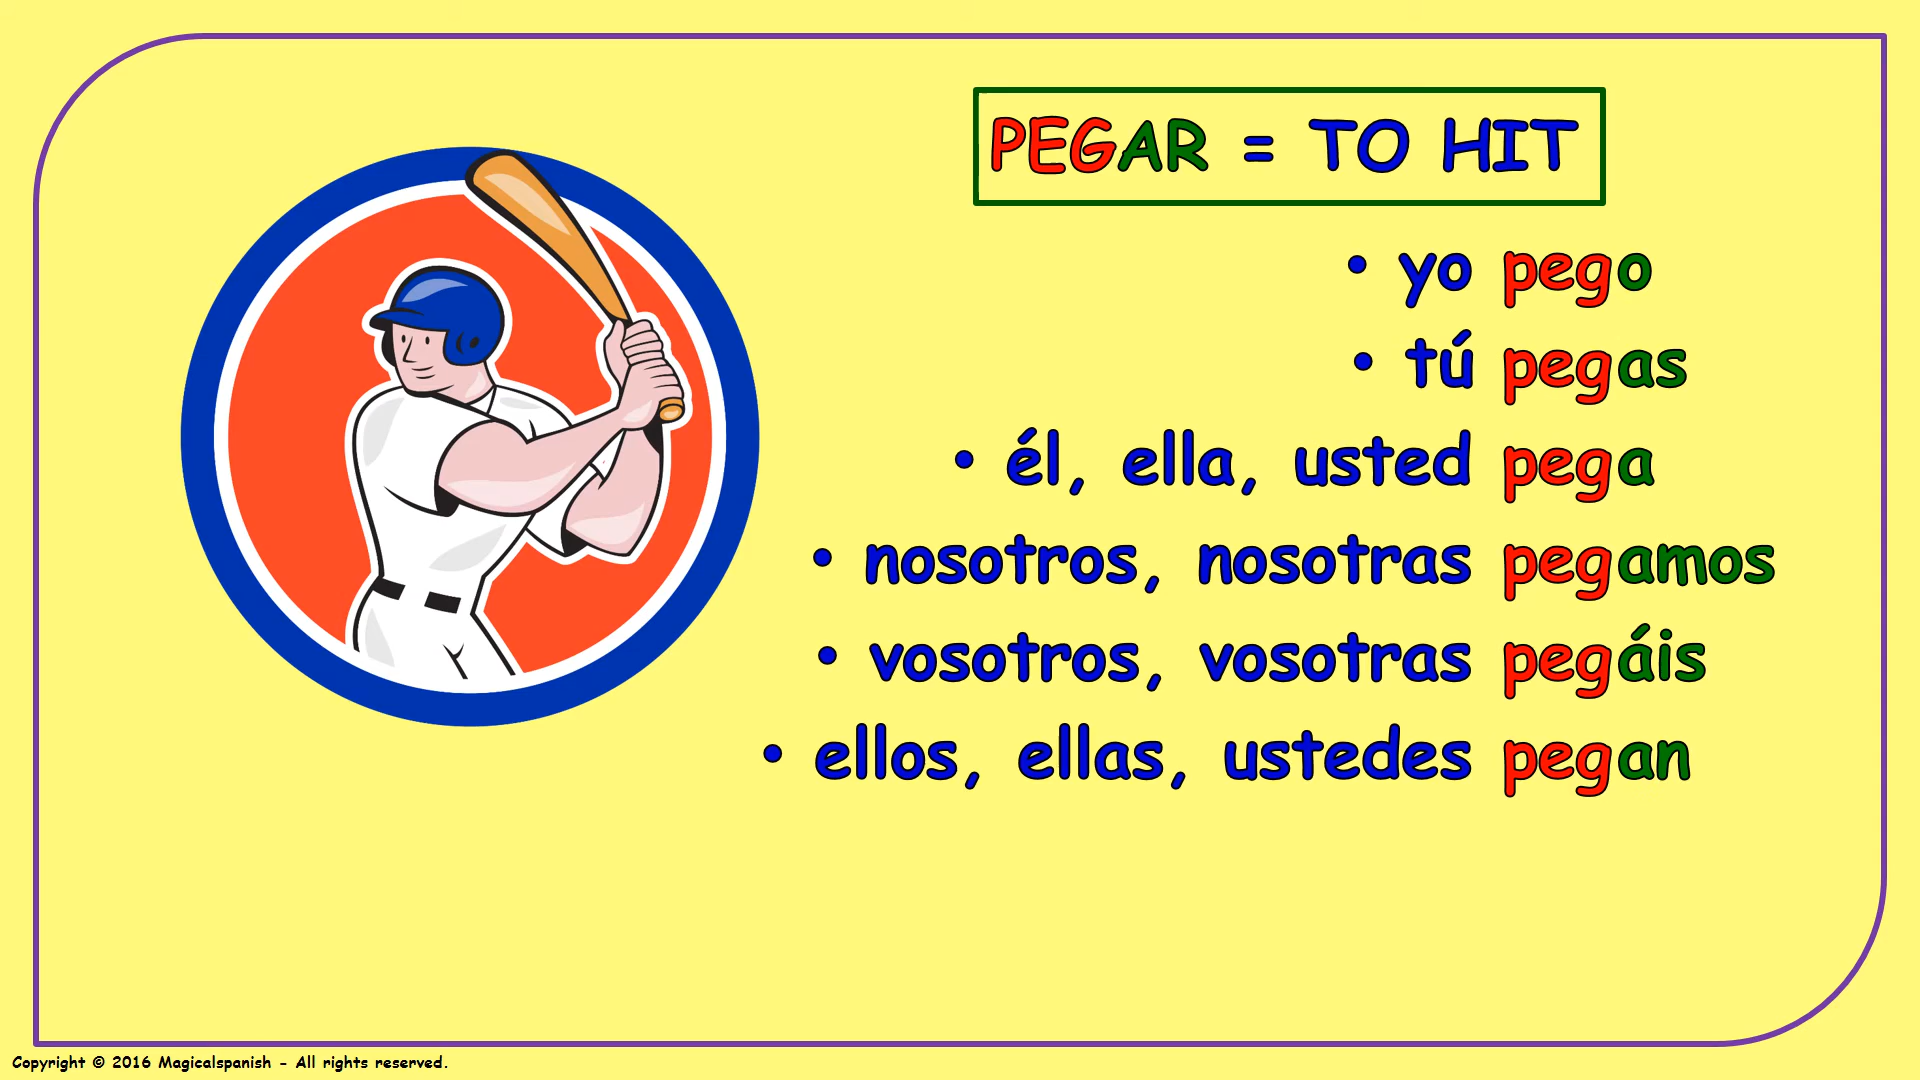 PEGAR = TO HIT
• yo pego
• tú pegas
• él, ella, usted pega
• nosotros, nosotras pegamos
• vosotros, vosotras pegáis
• ellos, ellas, ustedes pegan
Copyright © 2016 Magicalspanish - All rights reserved.